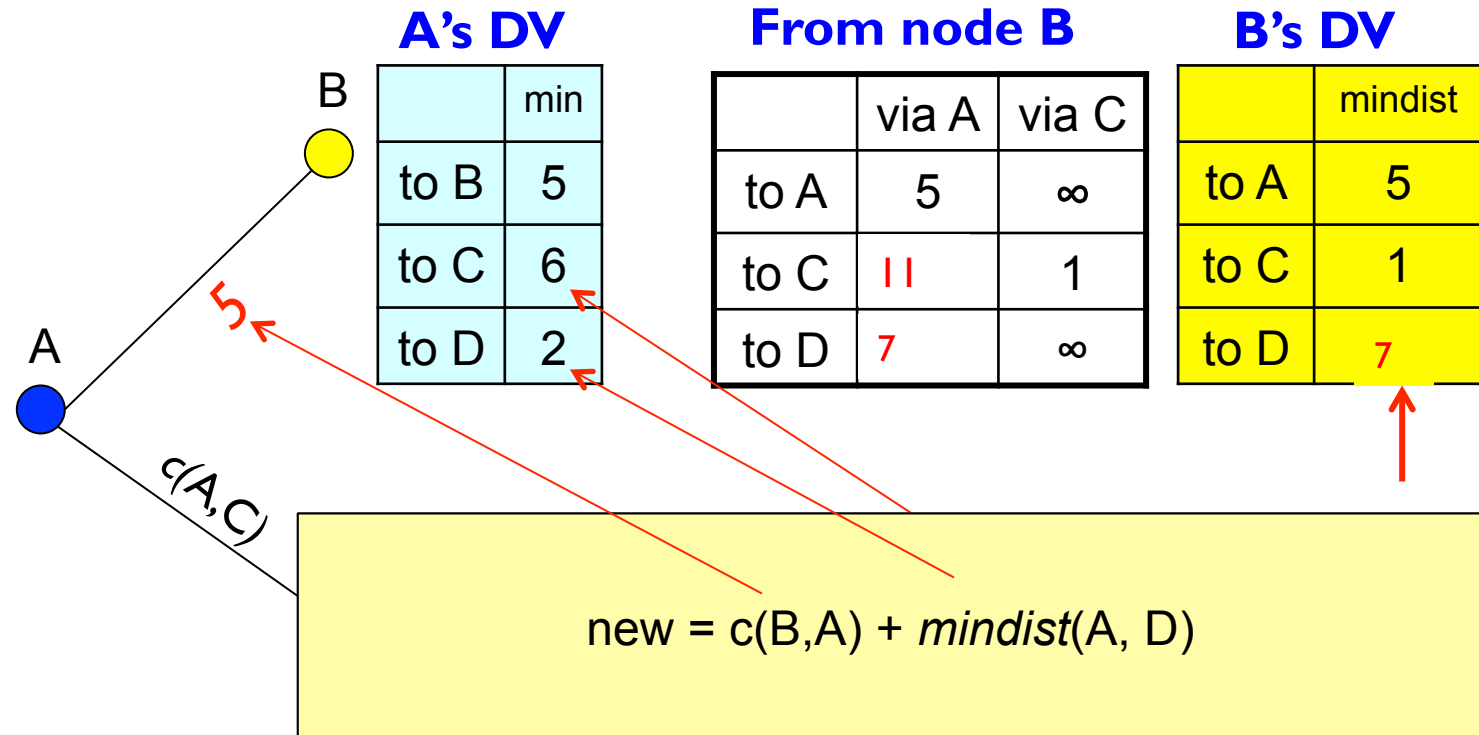 A's DV
From node B
B's DV
B
A
5
c(A,C)
min
to B 5
to C 6
to D 2
via A via C
to A 5 ∞
to C 11 1
to D 7 ∞
mindist
to A 5
to C 1
to D 7
new = c(B,A) + mindist(A, D)